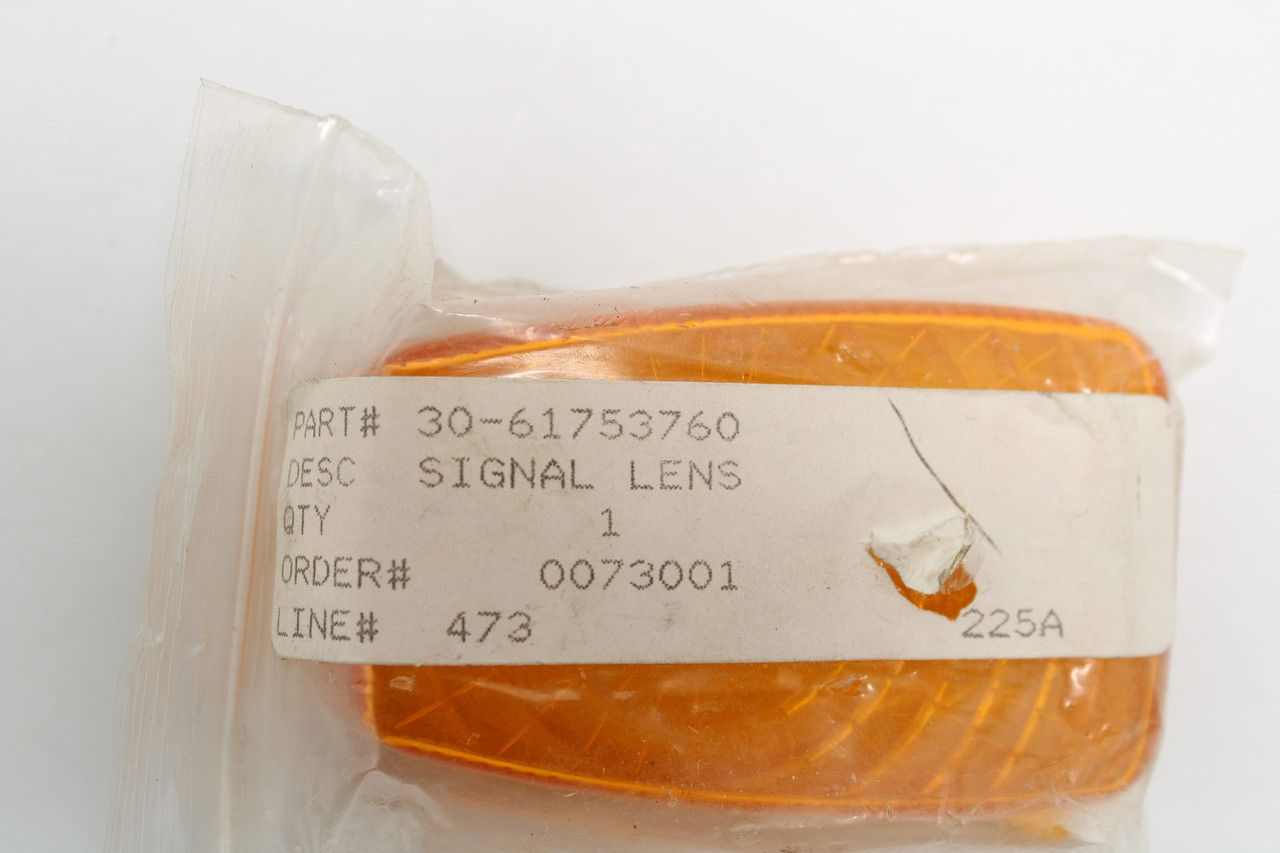 PART# 30-61753760
DESC SIGNAL LENS
QTY 1
ORDER# 0073001
LINE# 473 225A